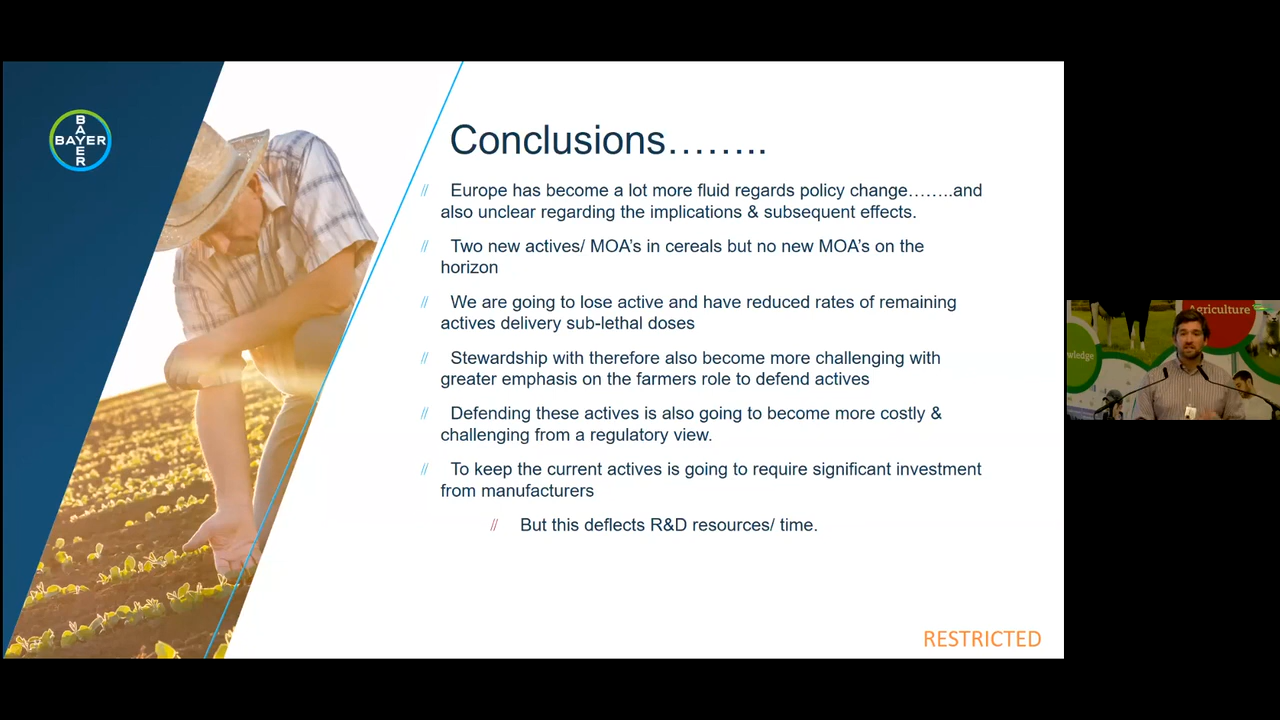 BAYER
BAYER
Conclusions……..
// Europe has become a lot more fluid regards policy change……..and
also unclear regarding the implications & subsequent effects.
// Two new actives/ MOA’s in cereals but no new MOA’s on the
horizon
// We are going to lose active and have reduced rates of remaining
actives delivery sub-lethal doses
// Stewardship with therefore also become more challenging with
greater emphasis on the farmers role to defend actives
// Defending these actives is also going to become more costly &
challenging from a regulatory view.
// To keep the current actives is going to require significant investment
from manufacturers
// But this deflects R&D resources/ time.
RESTRICTED
Agriculture
wledge